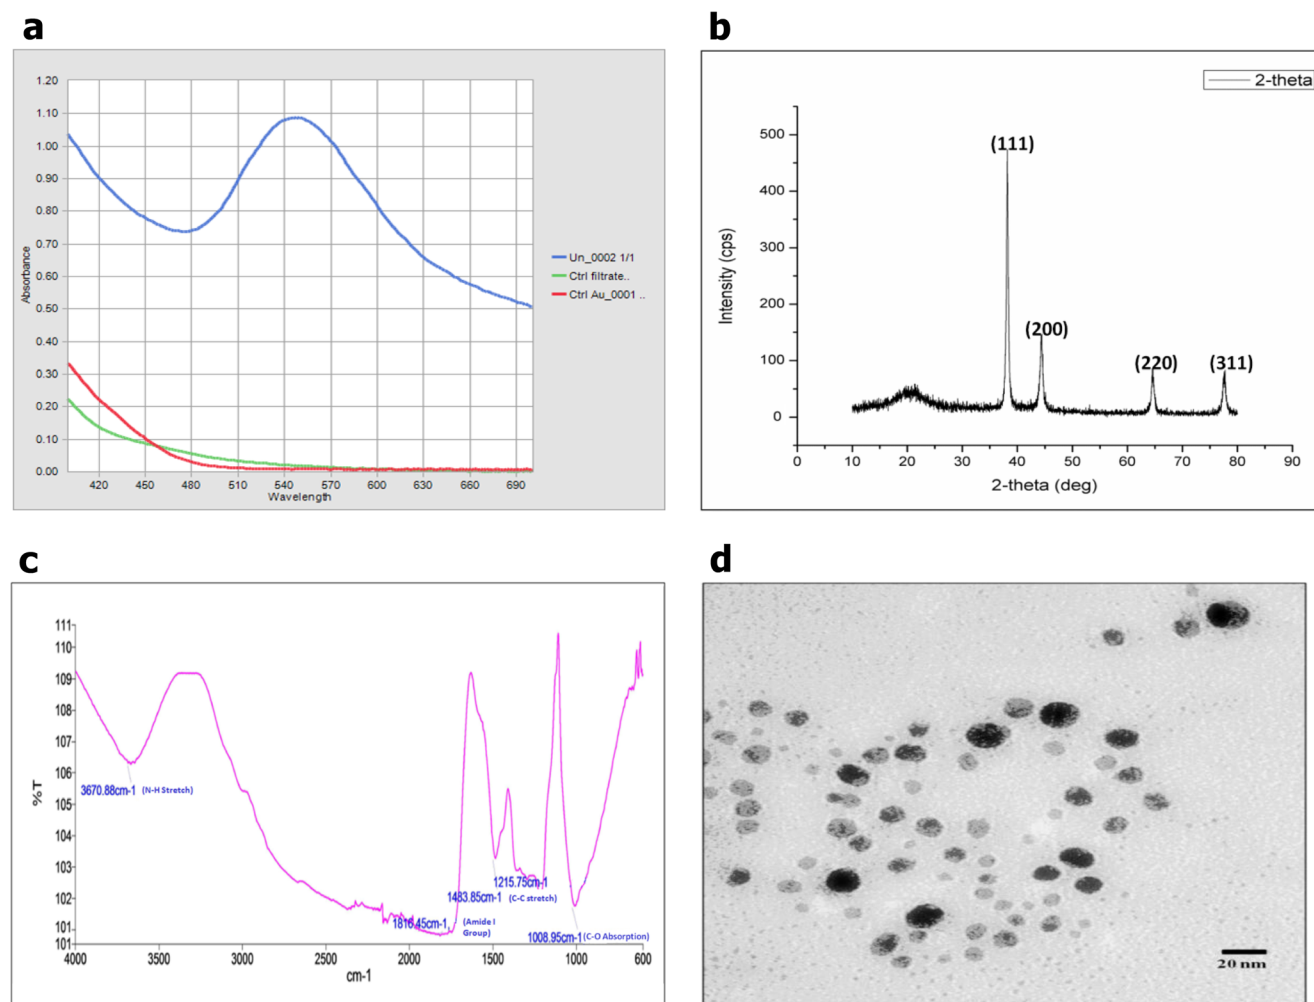 a
1.20
1.10
1.00
0.90
0.80
0.70
0.60
0.50
0.40
0.30
0.20
0.10
0.00
Absorbance
420 450 480 510 540 570 600 630 660 690
Wavelength
Un_0002 1/1
Ctrl filtrate..
Ctrl Au_0001 ..
b
2-theta
500
400
300
200
100
0
Intensity (cps)
(111)
(200)
(220)
(311)
0 10 20 30 40 50 60 70 80 90
2-theta (deg)
c
111
110
109
108
107
106
105
104
103
102
101
101
%T
3670.88cm-1 (N-H Stretch)
1816.45cm-1
1483.85cm-1
(Amide I
Group)
1215.75cm-1
(C-C stretch)
1008.95cm-1 (C-O Absorption)
4000 3500 3000 2500 2000 1500 1000 600
cm-1
d
20 nm